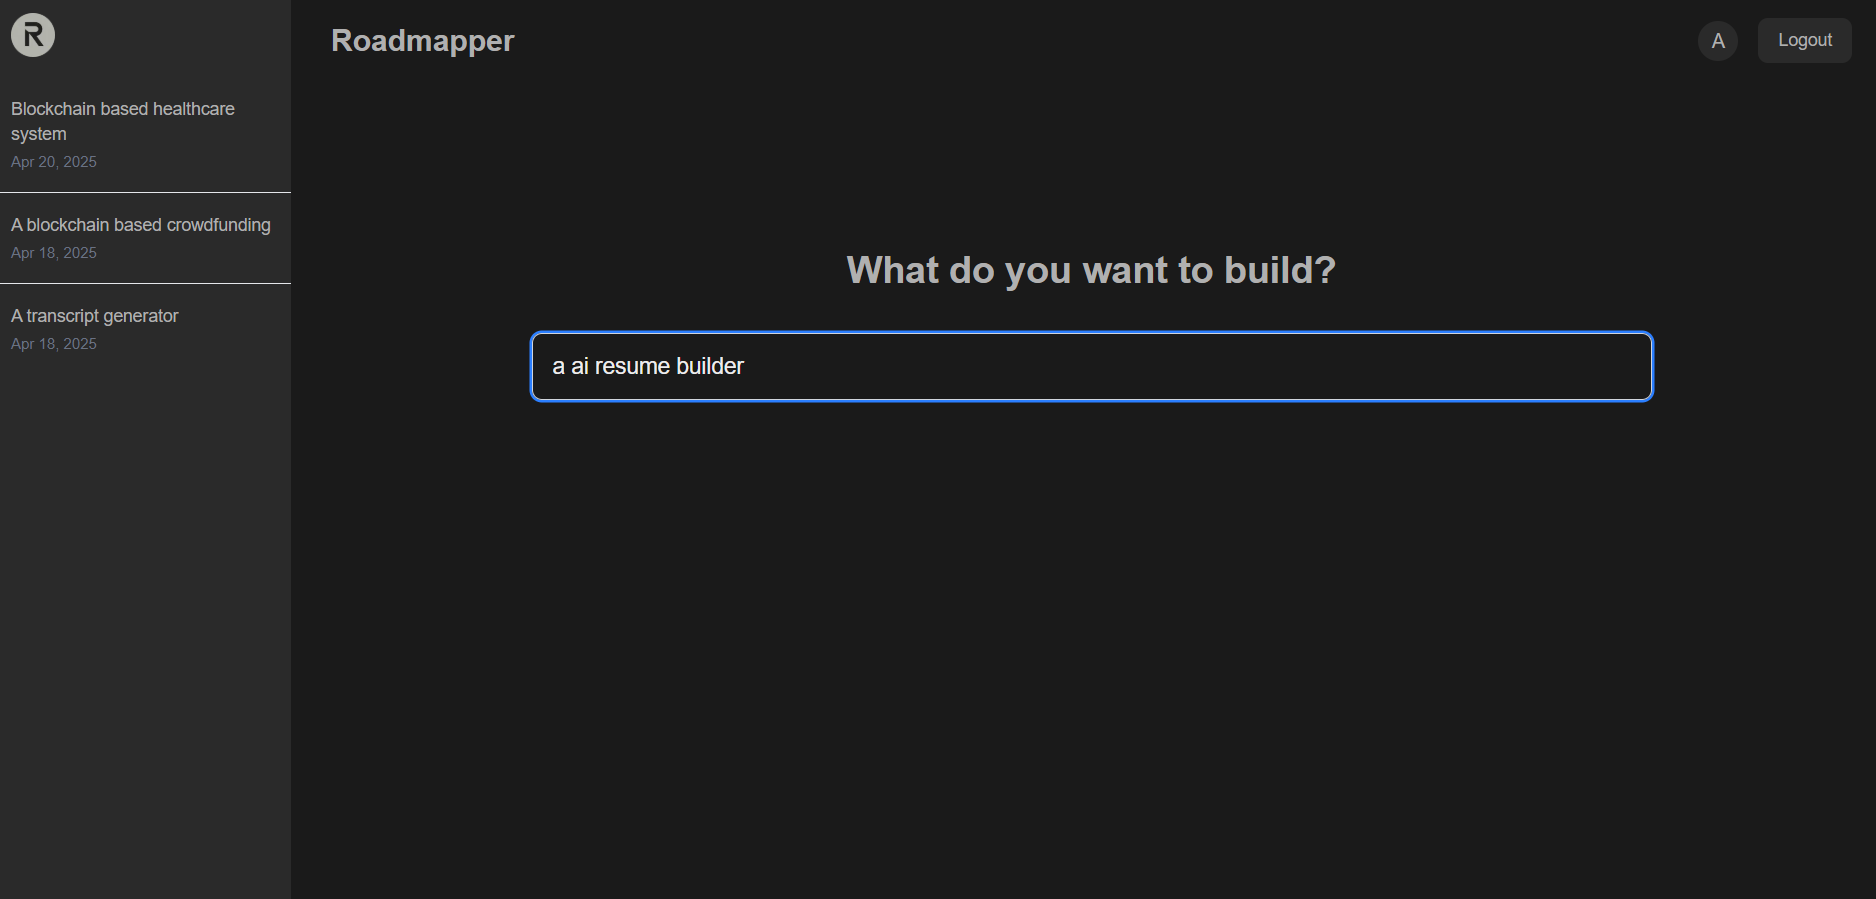 R
Blockchain based healthcare
system
Apr 20, 2025
A blockchain based crowdfunding
Apr 18, 2025
A transcript generator
Apr 18, 2025
Roadmapper
A
Logout
What do you want to build?
a ai resume builder